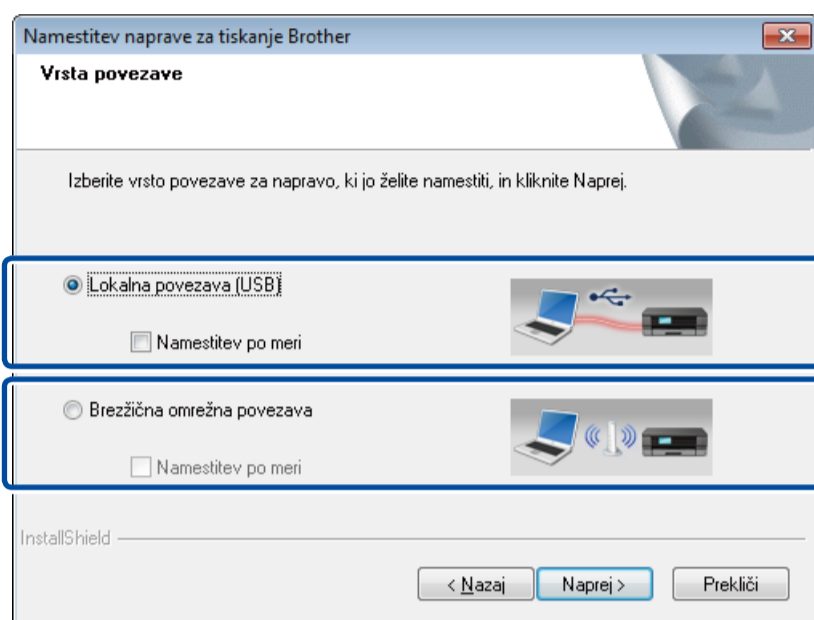 Namestitev naprave za tiskanje Brother
Vrsta povezave
Izberite vrsto povezave za napravo, ki jo želite namestiti, in kliknite Naprej.
Lokalna povezava (USB)
Namestitev po meri
Brezžična omrežna povezava
Namestitev po meri
InstallShield
< Nazaj Naprej > Prekliči